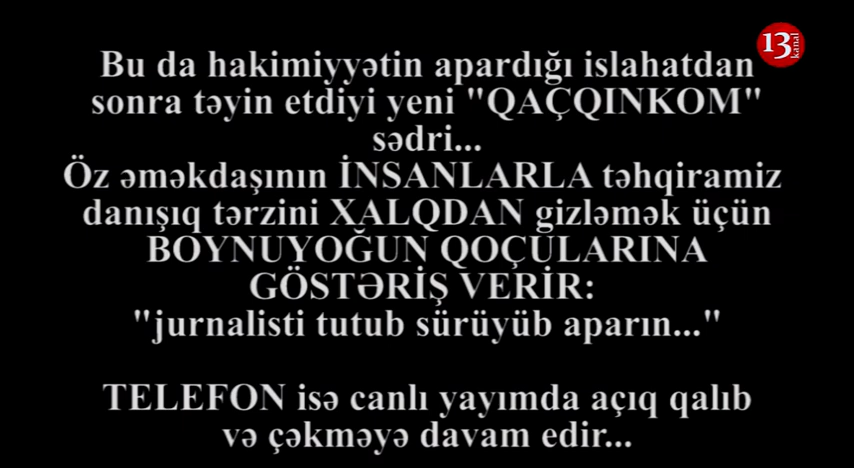 13
kanal
Bu da hakimiyyətin apardığı islahatdan
sonra təyin etdiyi yeni "QAÇQINKOM"
sədri...
Öz əməkdaşının İNSANLARLA təhqiramiz
danışıq tərzini XALQDAN gizləmək üçün
BOYNUYOĞUN QOÇULARINA
GÖSTƏRİŞ VERİR:
"jurnalisti tutub sürüyüb aparın..."
TELEFON isə canlı yayımda açıq qalıb
və çəkməyə davam edir...